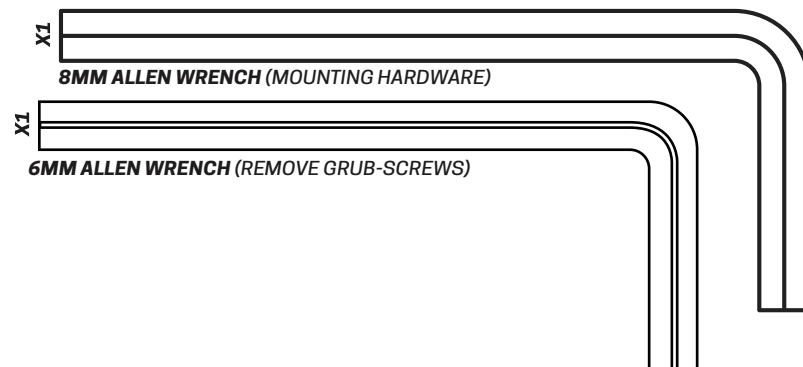 X1
8MM ALLEN WRENCH (MOUNTING HARDWARE)
X1
6MM ALLEN WRENCH (REMOVE GRUB-SCREWS)